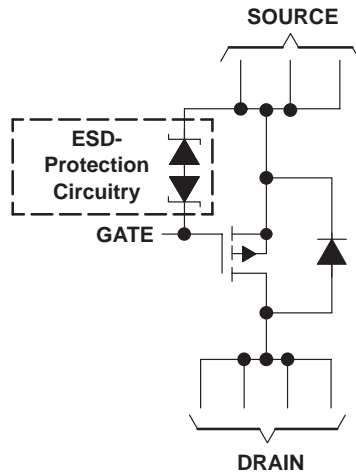 SOURCE
ESD-
Protection
Circuitry
GATE
DRAIN